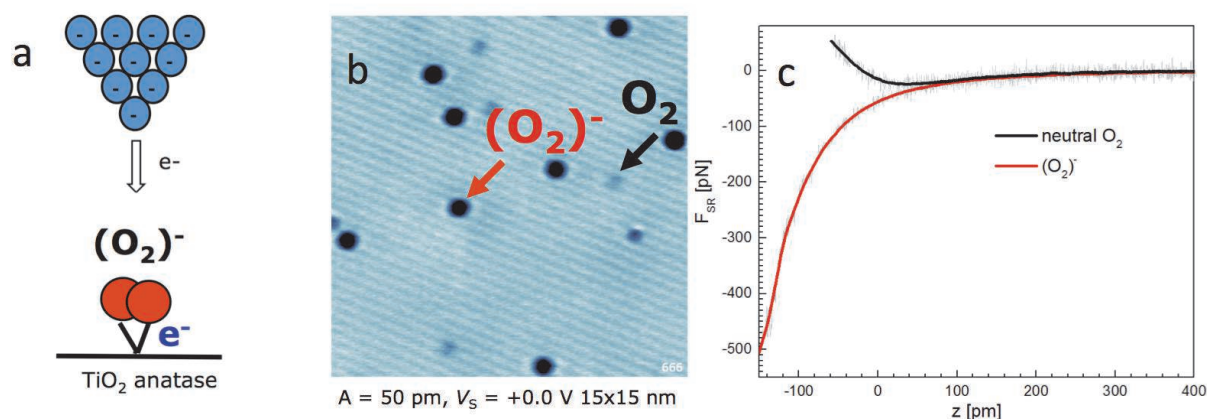 a
- - - -
- - -
- -
-
e-
(O₂)⁻
e⁻
TiO₂ anatase
b
O₂
(O₂)⁻
666
A = 50 pm, Vₛ = +0.0 V 15x15 nm
c
neutral O₂
(O₂)⁻
F_SR [pN]
0
-100
-200
-300
-400
-500
-100 0 100 200 300 400
z [pm]